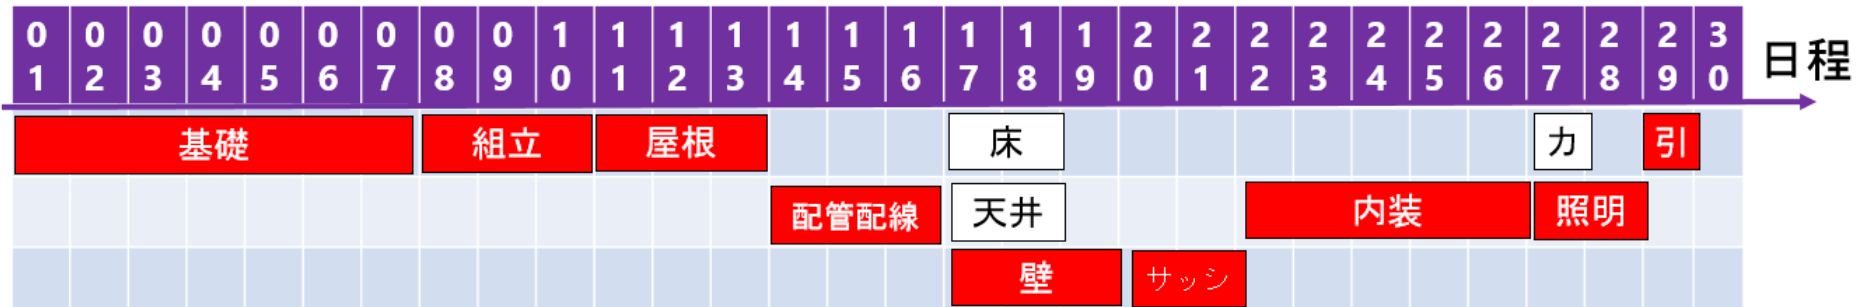 01 02 03 04 05 06 07 08 09 10 11 12 13 14 15 16 17 18 19 20 21 22 23 24 25 26 27 28 29 30 日程
基礎 組立 屋根 床 カ 引
配管配線 天井 内装 照明
壁 サッシ